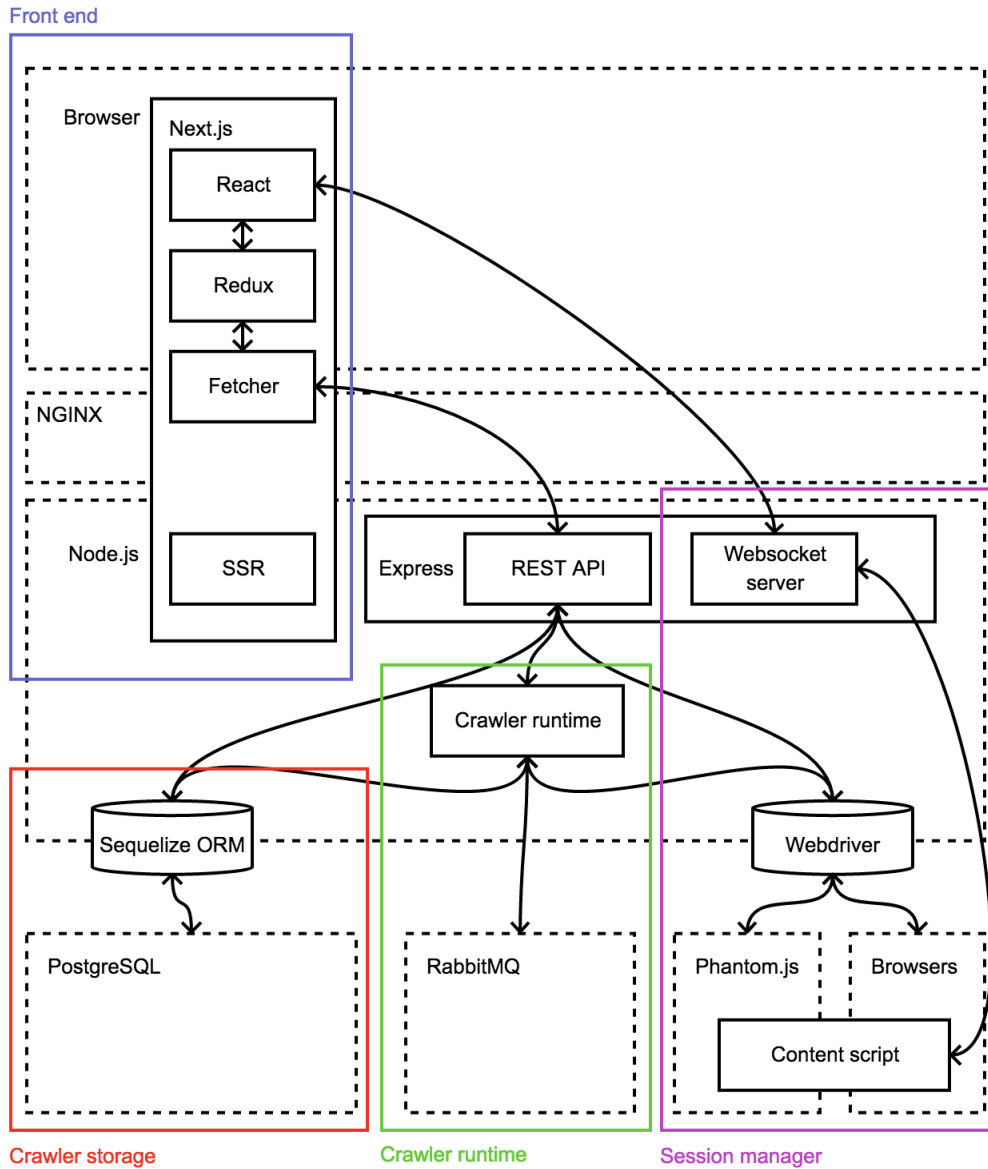 Front end
Browser
Next.js
React
Redux
Fetcher
NGINX
Node.js
SSR
Express
REST API
Websocket
server
Crawler runtime
Sequelize ORM
Webdriver
PostgreSQL
RabbitMQ
Phantom.js
Browsers
Content script
Crawler storage
Crawler runtime
Session manager